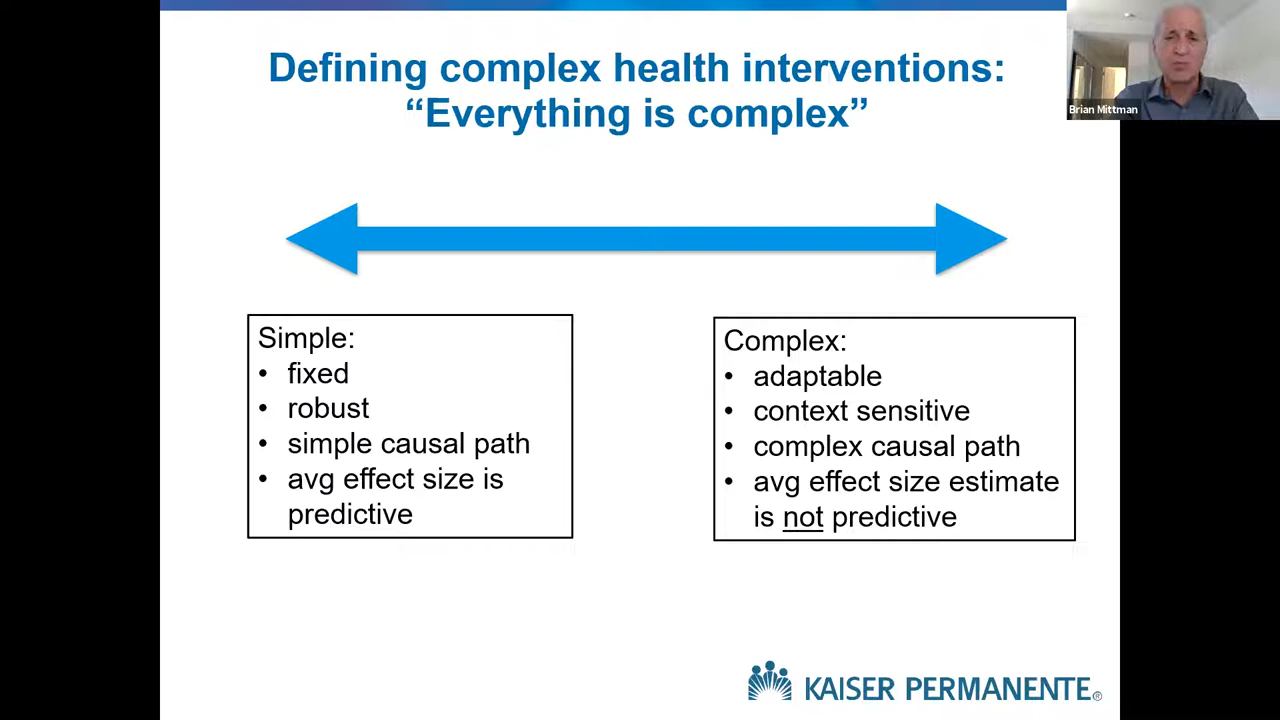 Defining complex health interventions:
“Everything is complex”
Brian Mittman
Simple:
• fixed
• robust
• simple causal path
• avg effect size is
predictive
Complex:
• adaptable
• context sensitive
• complex causal path
• avg effect size estimate
is not predictive
KAISER PERMANENTE®